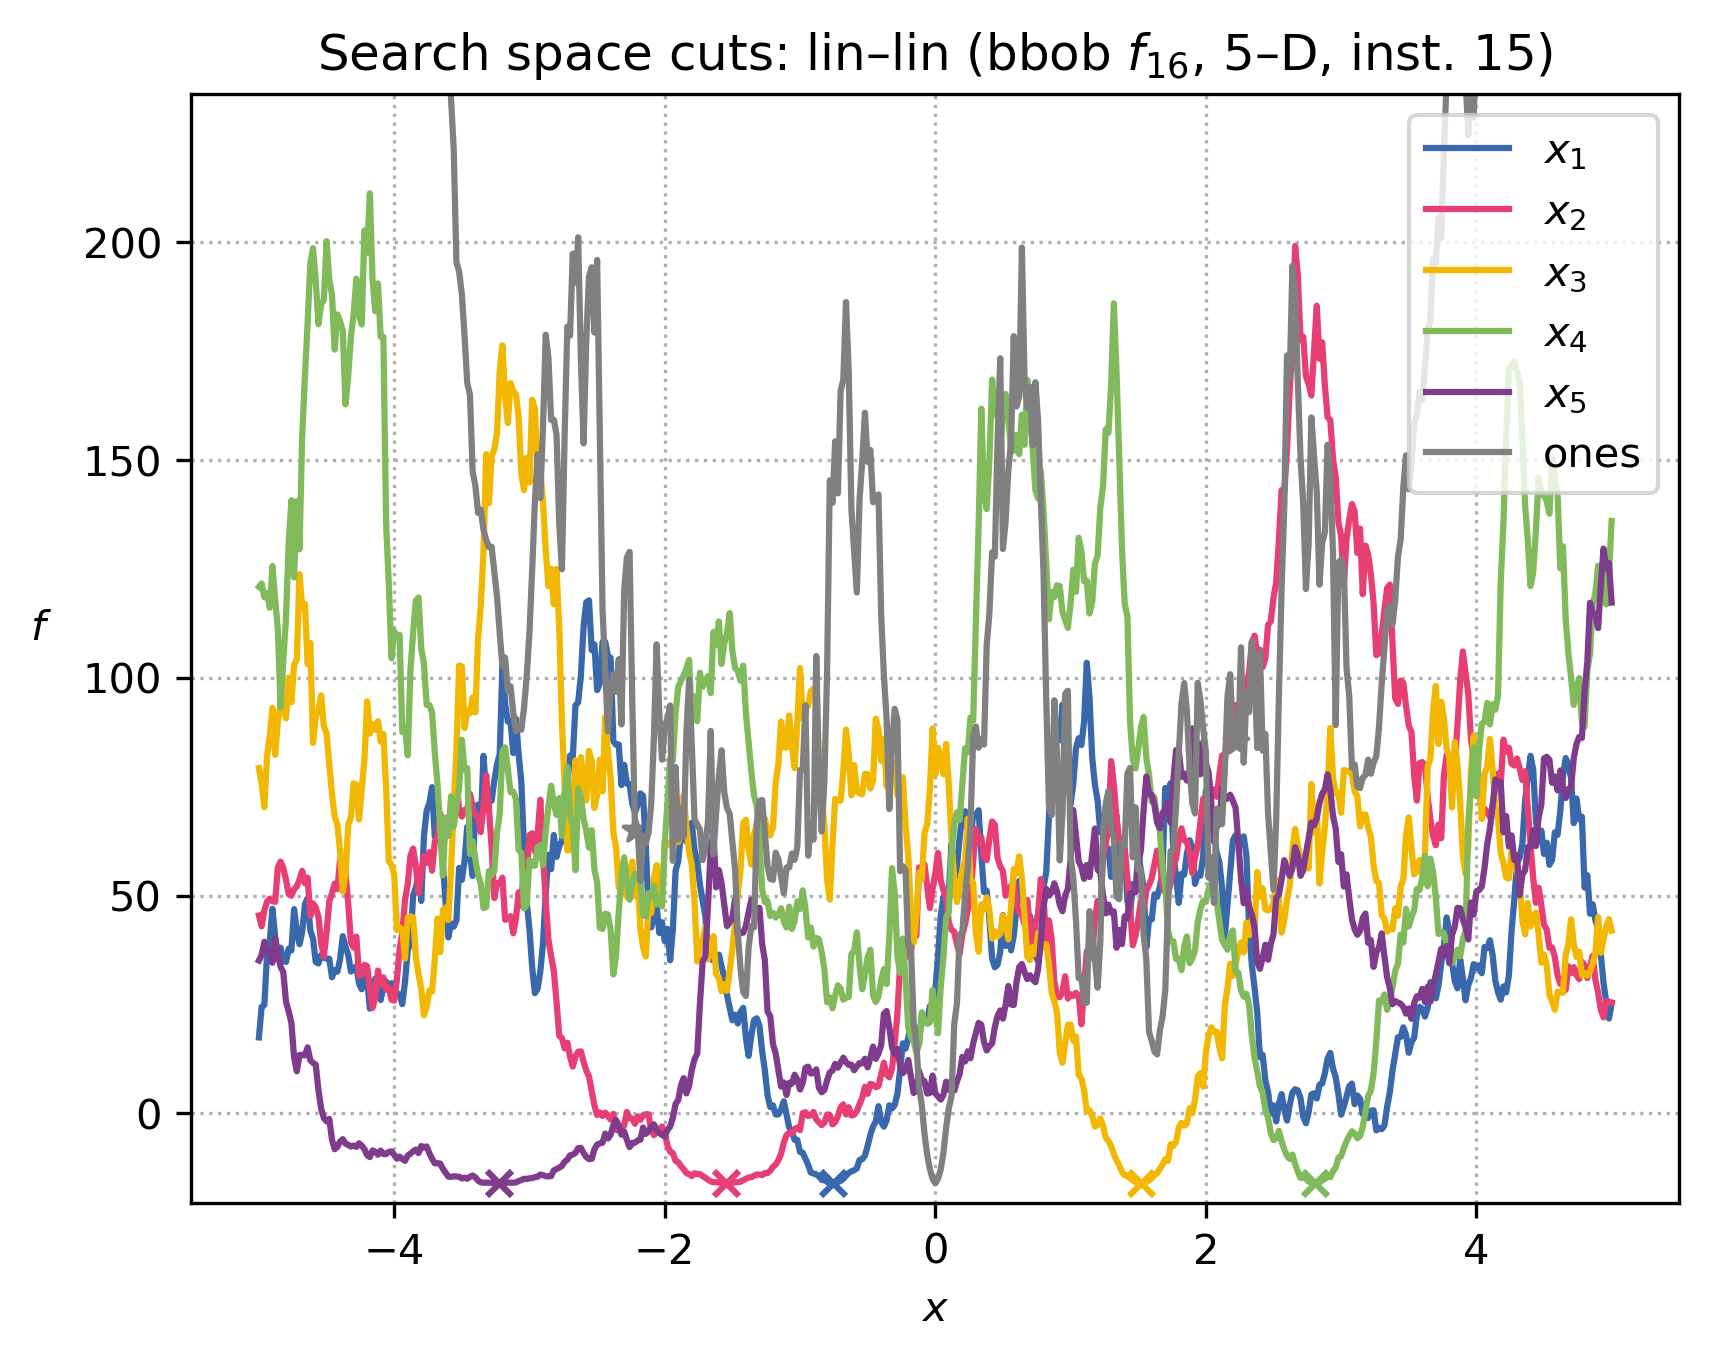 Search space cuts: lin–lin (bbob f16, 5–D, inst. 15)
200
150
100
50
0
f
−4
−2
0
2
4
x
x1
x2
x3
x4
x5
ones